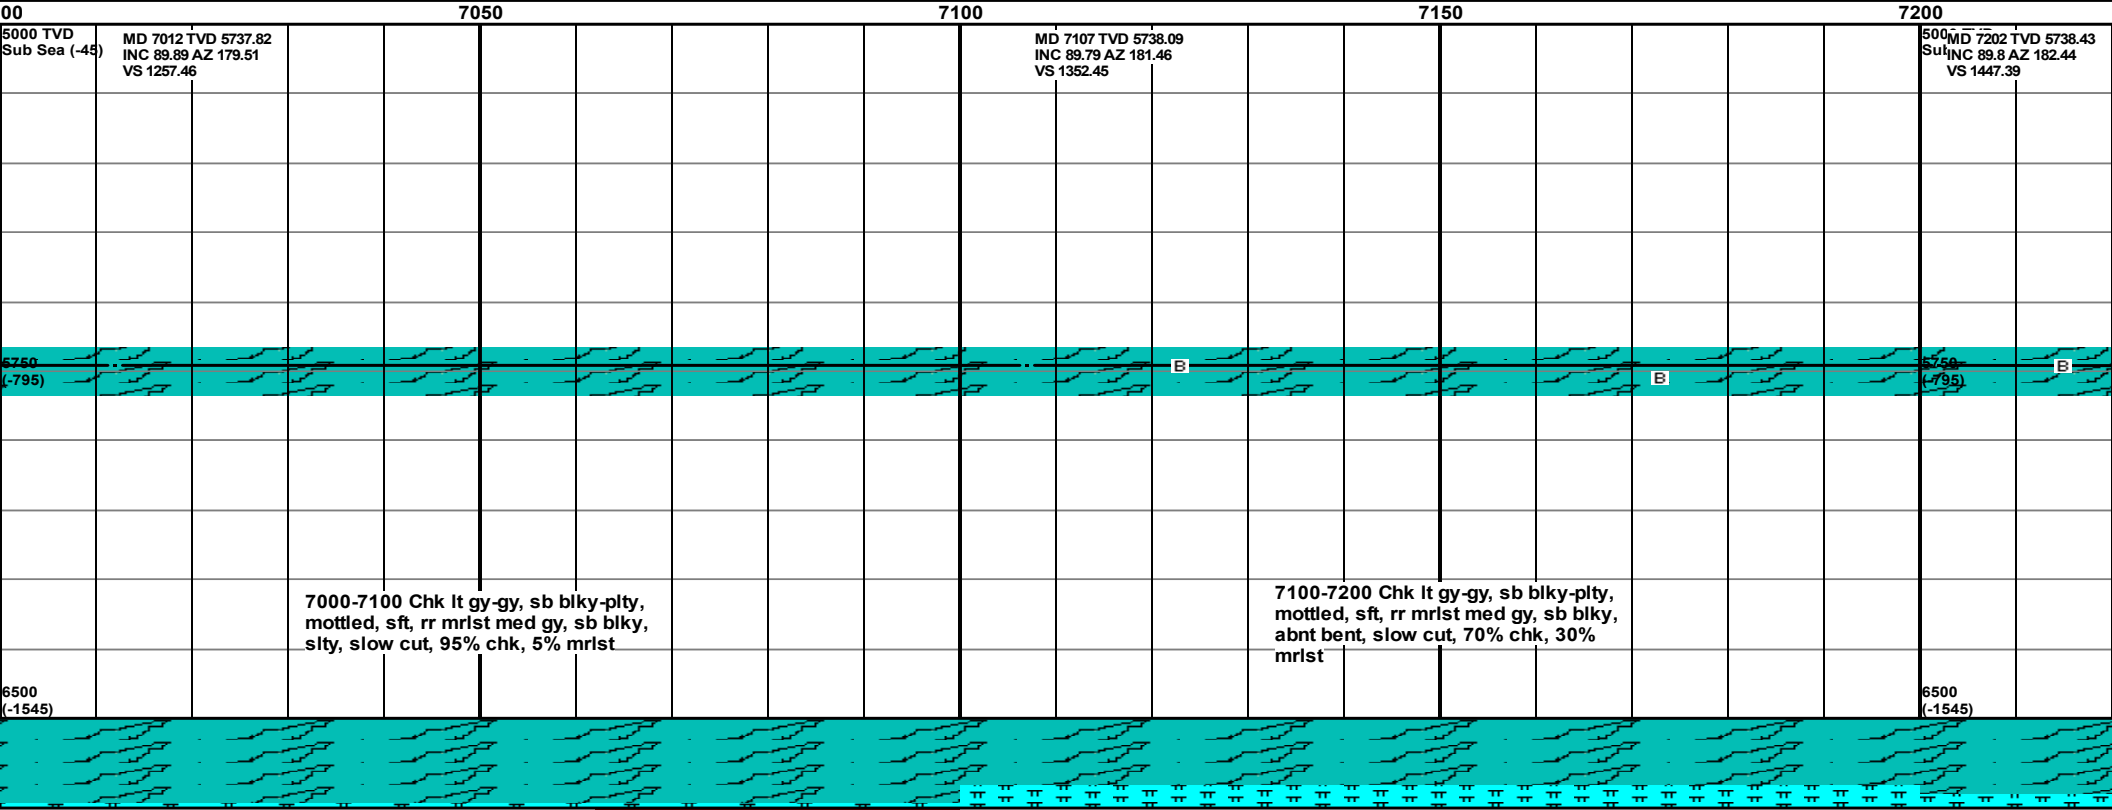 00 7050 7100 7150 7200
5000 TVD
Sub Sea (-45)
MD 7012 TVD 5737.82
INC 89.89 AZ 179.51
VS 1257.46
MD 7107 TVD 5738.09
INC 89.79 AZ 181.46
VS 1352.45
MD 7202 TVD 5738.43
INC 89.8 AZ 182.44
VS 1447.39
5750
(-795)
B
B
5750
(-795)
B
7000-7100 Chk lt gy-gy, sb blky-plty,
mottled, sft, rr mrlst med gy, sb blky,
slty, slow cut, 95% chk, 5% mrlst
7100-7200 Chk lt gy-gy, sb blky-plty,
mottled, sft, rr mrlst med gy, sb blky,
abnt bent, slow cut, 70% chk, 30%
mrlst
6500
(-1545)
6500
(-1545)